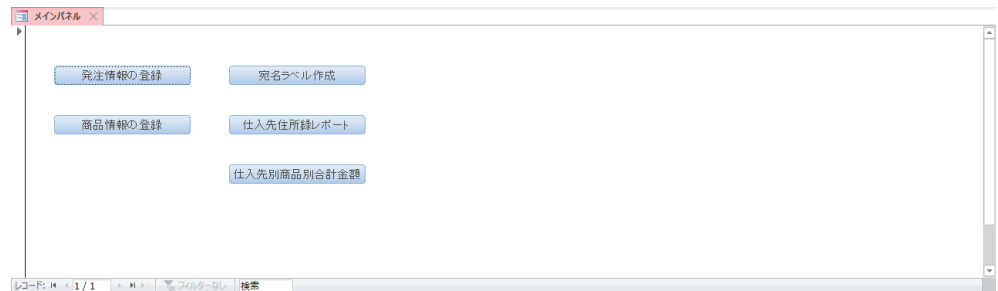 メインパネル
発注情報の登録 宛名ラベル作成
商品情報の登録 仕入先住所録レポート
仕入先別商品別合計金額
レコード: 1 / 1 フィルターなし 検索